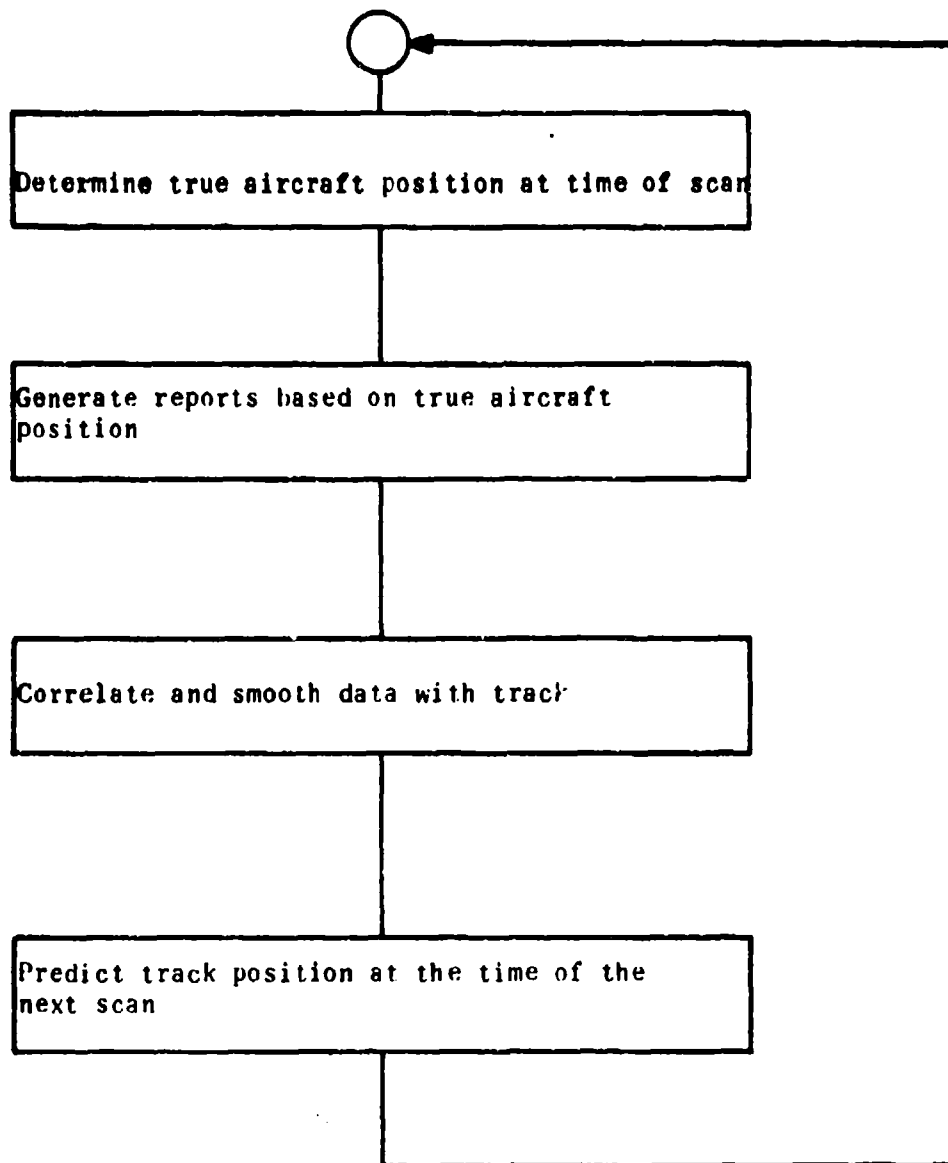 Determine true aircraft position at time of scan
Generate reports based on true aircraft
position
Correlate and smooth data with track
Predict track position at the time of the
next scan